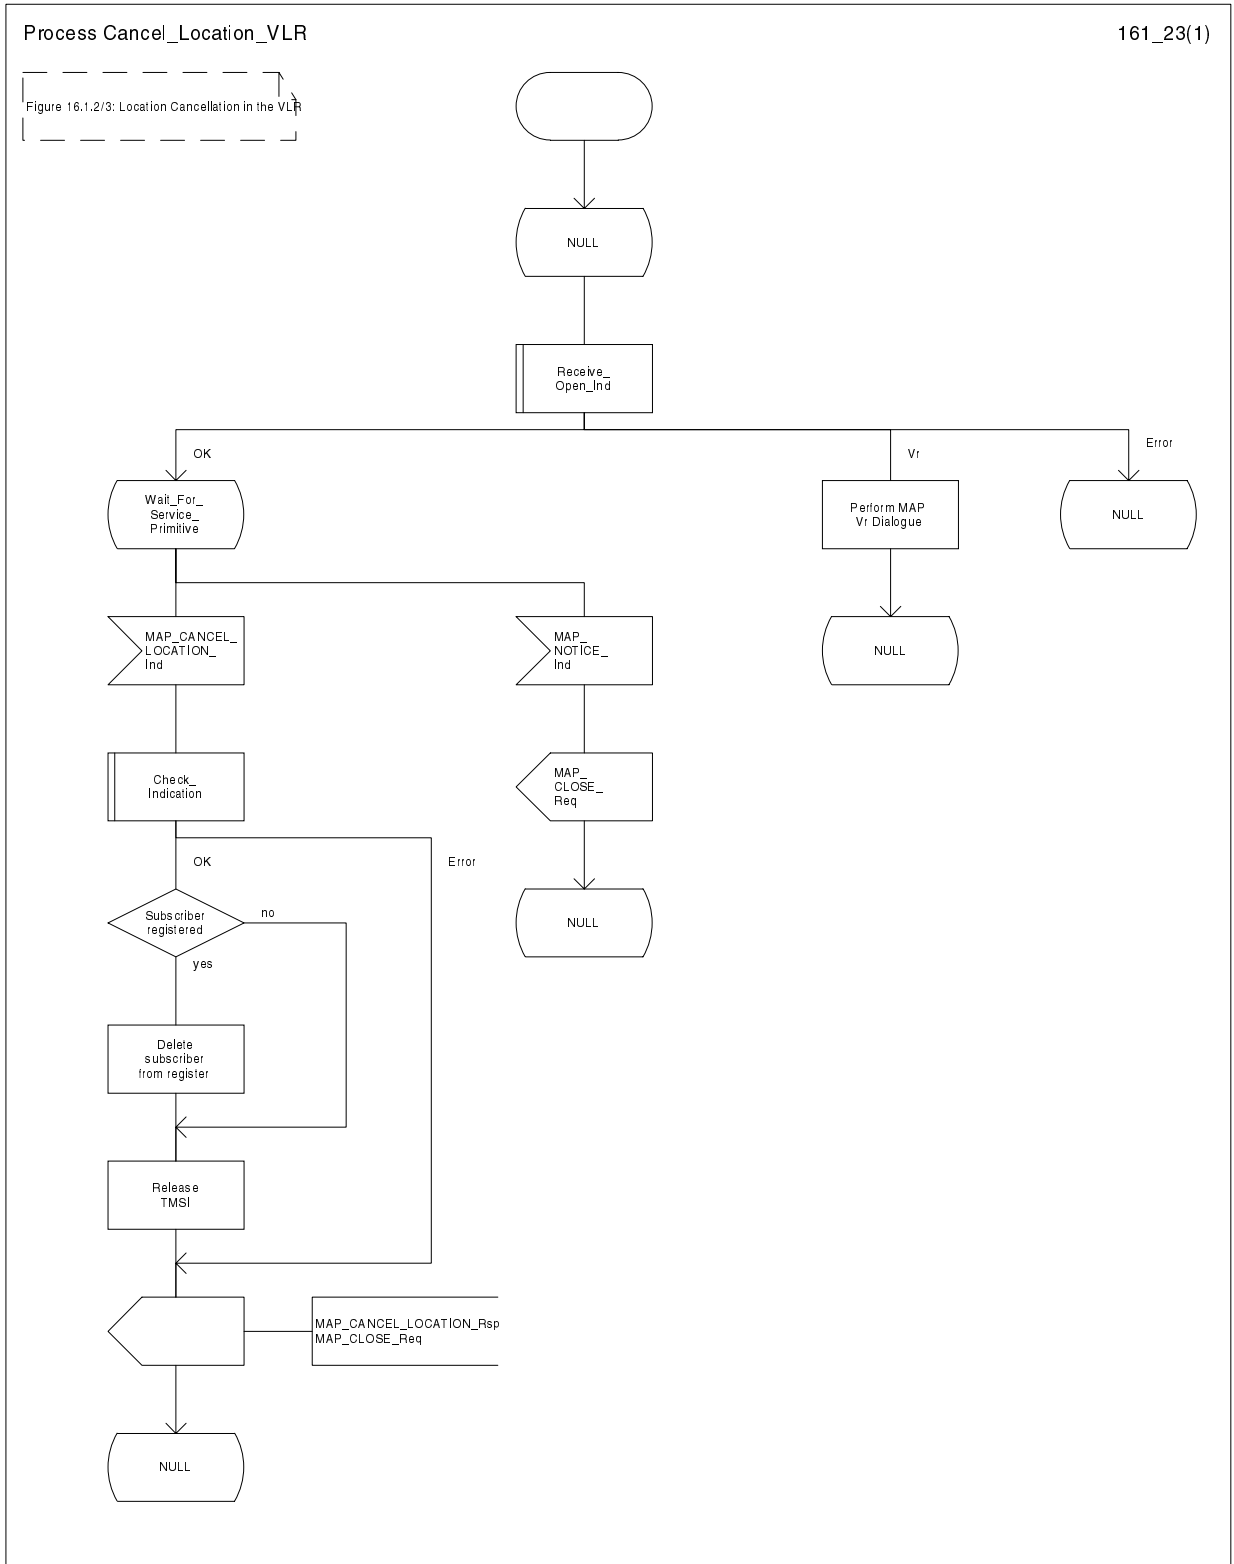 Process Cancel_Location_VLR
161_23(1)
Figure 16.1.2/3: Location Cancellation in the VLR
NULL
Receive_
Open_Ind
OK
Vr
Error
Wait_For_
Service_
Primitive
Perform MAP
Vr Dialogue
NULL
MAP_CANCEL_
LOCATION_
Ind
MAP_
NOTICE_
Ind
NULL
Check_
Indication
MAP_
CLOSE_
Req
OK
Error
Subscriber
registered
no
yes
NULL
Delete
subscriber
from register
Release
TMSI
MAP_CANCEL_LOCATION_Rsp
MAP_CLOSE_Req
NULL